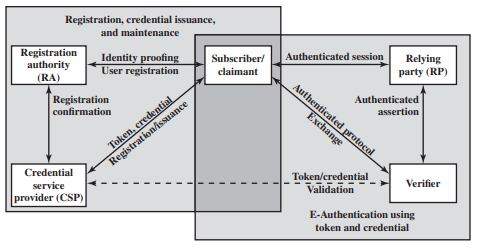 Registration, credential issuance,
and maintenance
Registration
authority
(RA)
Identity proofing
User registration
Subscriber/
claimant
Authenticated session
Relying
party (RP)
Registration
confirmation
Token, credential
Registration/issuance
Authenticated protocol
Exchange
Authenticated
assertion
Credential
service
provider (CSP)
Token/credential
Validation
Verifier
E-Authentication using
token and credential